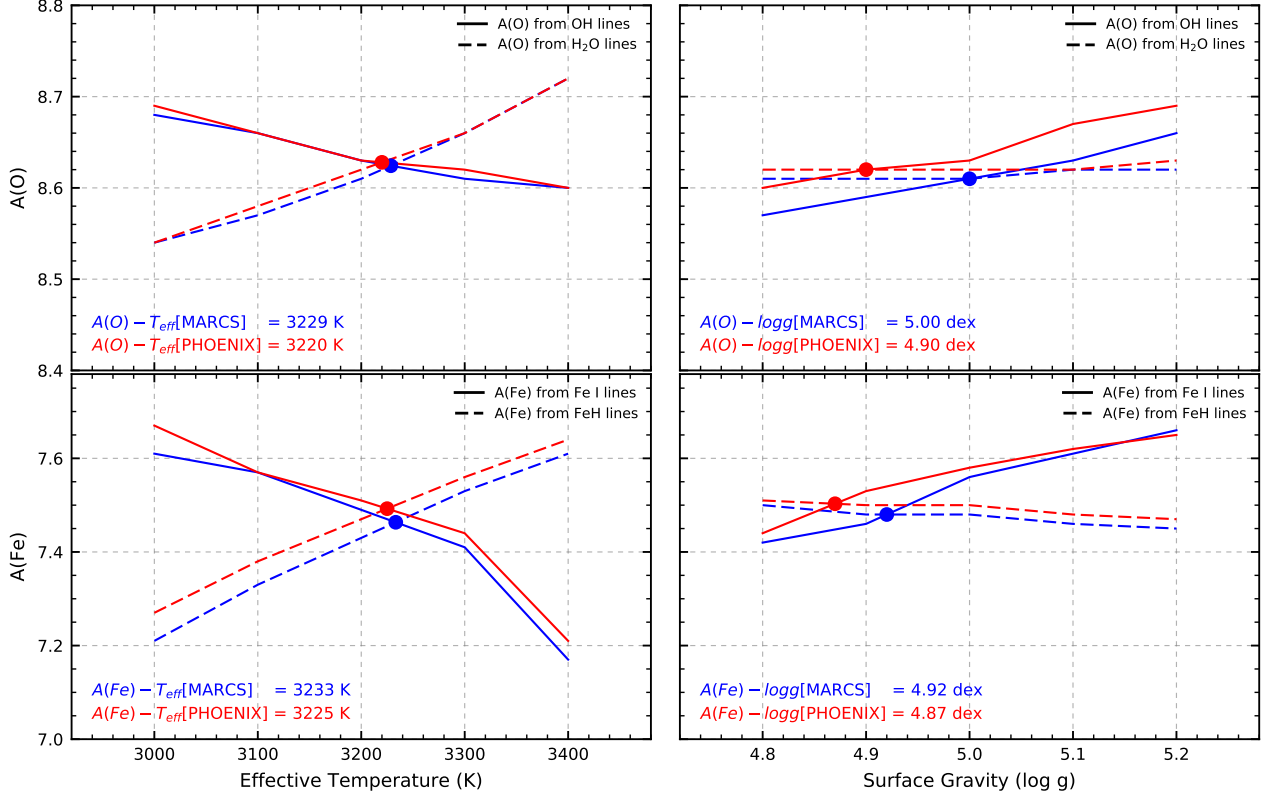 8.8
8.7
8.6
8.5
8.4
A(O)
A(O) from OH lines
A(O) from H₂O lines
A(O) − T_eff[MARCS] = 3229 K
A(O) − T_eff[PHOENIX] = 3220 K
A(O) from OH lines
A(O) from H₂O lines
A(O) − logg[MARCS] = 5.00 dex
A(O) − logg[PHOENIX] = 4.90 dex
7.6
7.4
7.2
7.0
A(Fe)
A(Fe) from Fe I lines
A(Fe) from FeH lines
A(Fe) − T_eff[MARCS] = 3233 K
A(Fe) − T_eff[PHOENIX] = 3225 K
3000 3100 3200 3300 3400
Effective Temperature (K)
A(Fe) from Fe I lines
A(Fe) from FeH lines
A(Fe) − logg[MARCS] = 4.92 dex
A(Fe) − logg[PHOENIX] = 4.87 dex
4.8 4.9 5.0 5.1 5.2
Surface Gravity (log g)